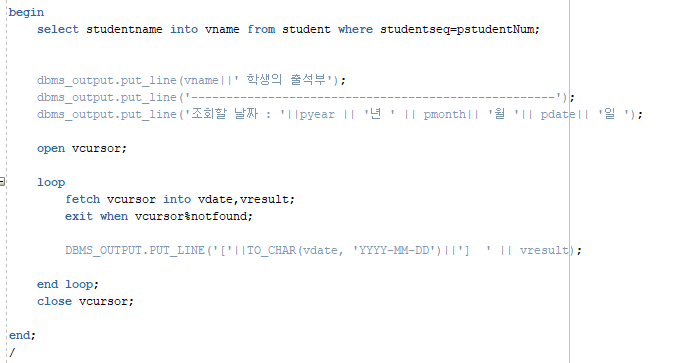 begin
select studentname into vname from student where studentseq=pstudentNum;
dbms_output.put_line(vname||' 학생의 출석부');
dbms_output.put_line('----------------------------------------------------');
dbms_output.put_line('조회할 날짜 : '||pyear || '년 ' || pmonth|| '월 '|| pdate|| '일 ');
open vcursor;
loop
fetch vcursor into vdate,vresult;
exit when vcursor%notfound;
DBMS_OUTPUT.PUT_LINE('['||TO_CHAR(vdate, 'YYYY-MM-DD')||']  ' || vresult);
end loop;
close vcursor;
end;
/